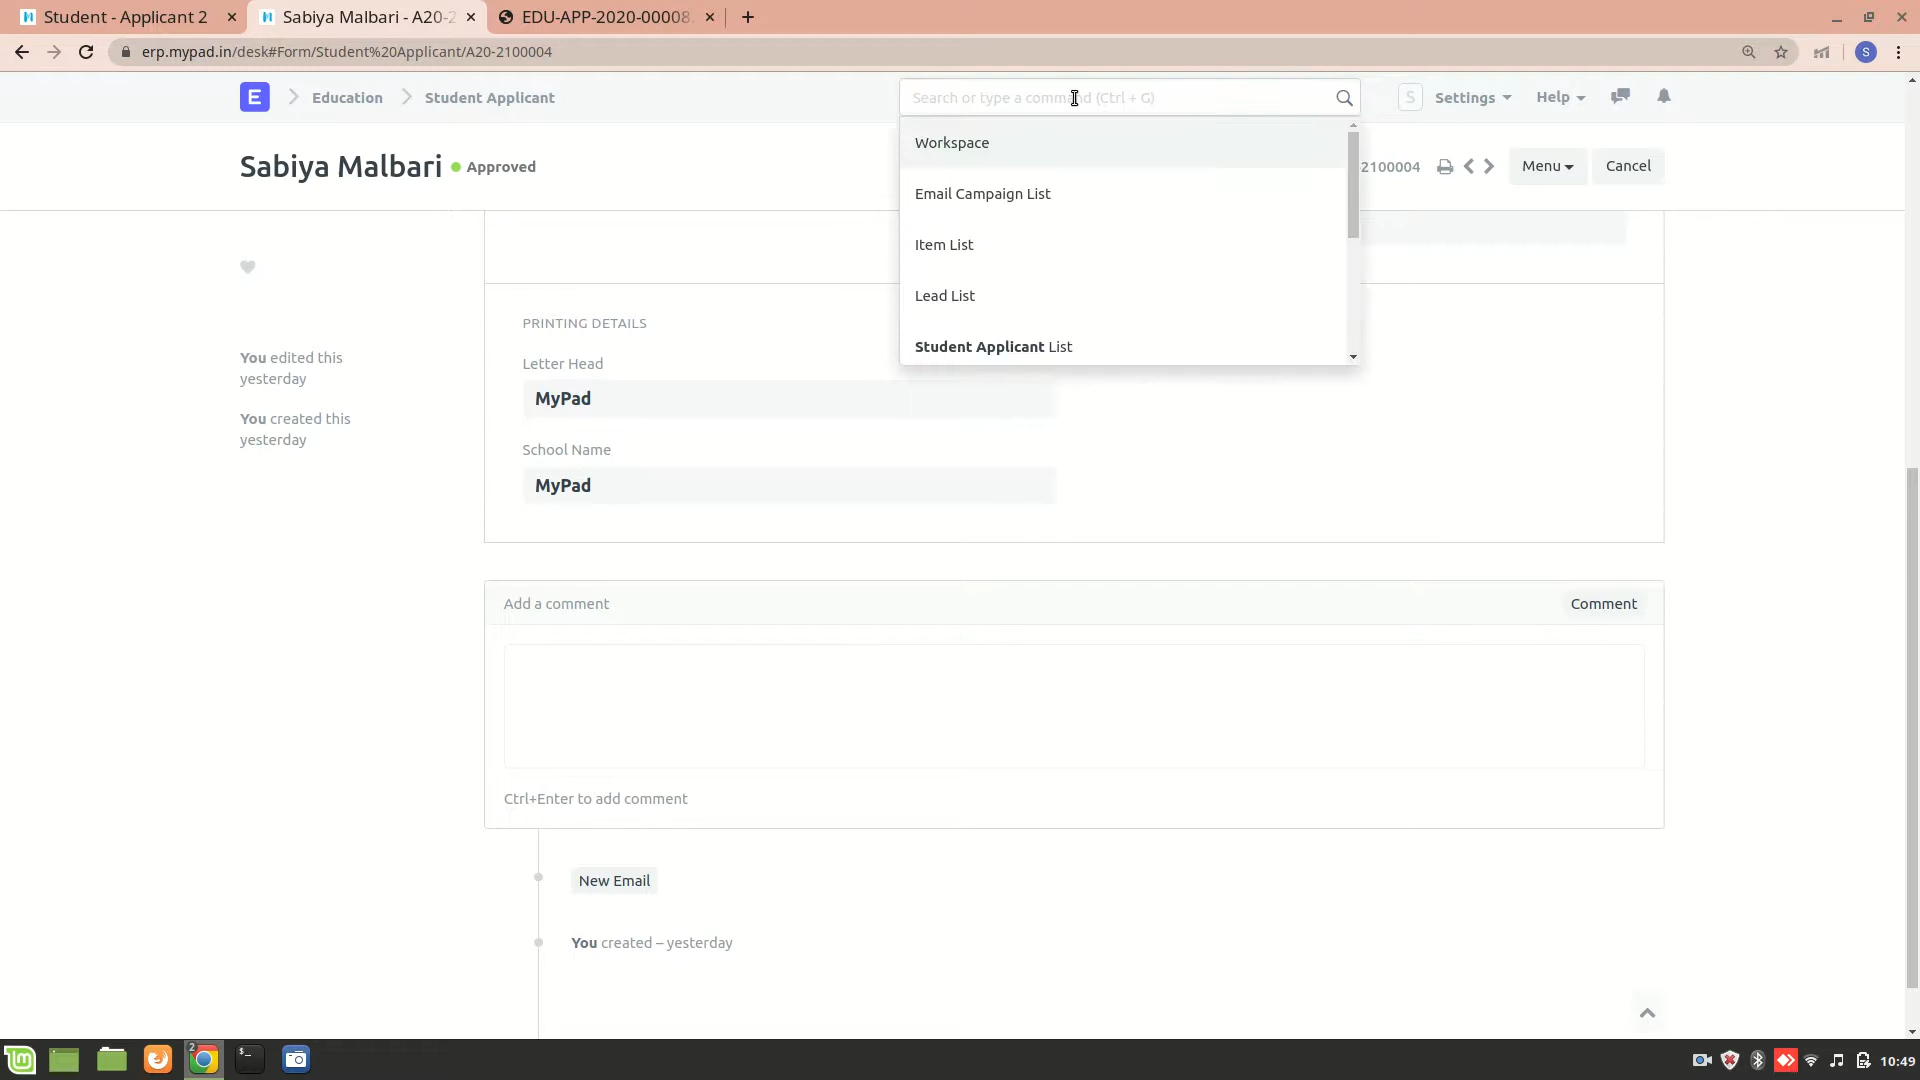 Student - Applicant 2
Sabiya Malbari - A20-2
EDU-APP-2020-00008
erp.mypad.in/desk#Form/Student%20Applicant/A20-2100004
S
E
Education
Student Applicant
Search or type a command (Ctrl + G)
S
Settings
Help
Sabiya Malbari
Approved
2100004
Menu
Cancel
Workspace
Email Campaign List
Item List
Lead List
Student Applicant List
You edited this
yesterday
You created this
yesterday
PRINTING DETAILS
Letter Head
MyPad
School Name
MyPad
Add a comment
Comment
Ctrl+Enter to add comment
New Email
You created – yesterday
2
10:49